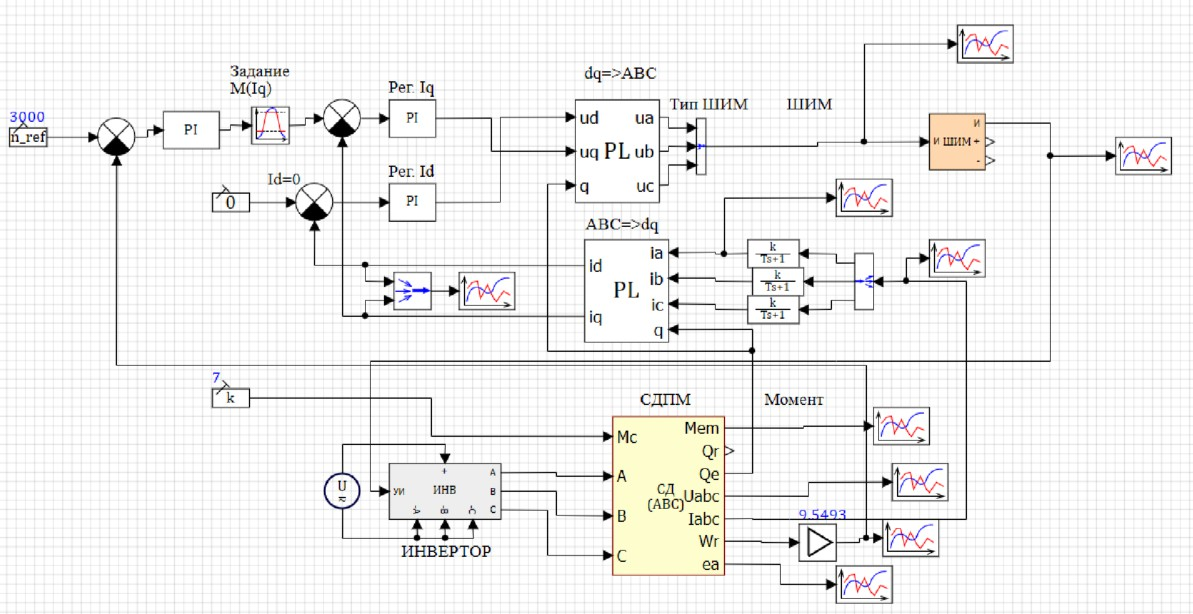 3000
n_ref
PI
Задание
М(Iq)
Рег. Iq
PI
Id=0
0
Рег. Id
PI
dq=>ABC
ud
uq
q
PL
ua
ub
uc
Тип ШИМ
ШИМ
И ШИМ
И
+
-
ABC=>dq
id
iq
PL
ia
ib
ic
q
k
Ts+1
k
Ts+1
k
Ts+1
7
k
U
УИ
ИНВ
+
А
В
С
А
В
С
ИНВЕРТОР
СДПМ
Момент
Mc
A
B
C
СД
(ABC)
Mem
Qr
Qe
Uabc
Iabc
Wr
ea
9.5493